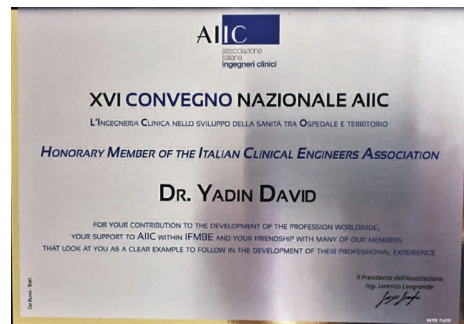 AIIC
associazione
italiana
ingegneri clinici
XVI CONVEGNO NAZIONALE AIIC
L'INGEGNERIA CLINICA NELLO SVILUPPO DELLA SANITÀ TRA OSPEDALE E TERRITORIO
HONORARY MEMBER OF THE ITALIAN CLINICAL ENGINEERS ASSOCIATION
DR. YADIN DAVID
FOR YOUR CONTRIBUTION TO THE DEVELOPMENT OF THE PROFESSION WORLDWIDE,
YOUR SUPPORT TO AIIC WITHIN IFMBE AND YOUR FRIENDSHIP WITH MANY OF OUR MEMBERS
THAT LOOK AT YOU AS A CLEAR EXAMPLE TO FOLLOW IN THE DEVELOPMENT OF THEIR PROFESSIONAL EXPERIENCE
Il Presidente dell'Associazione
Ing. Lorenzo Leogrande